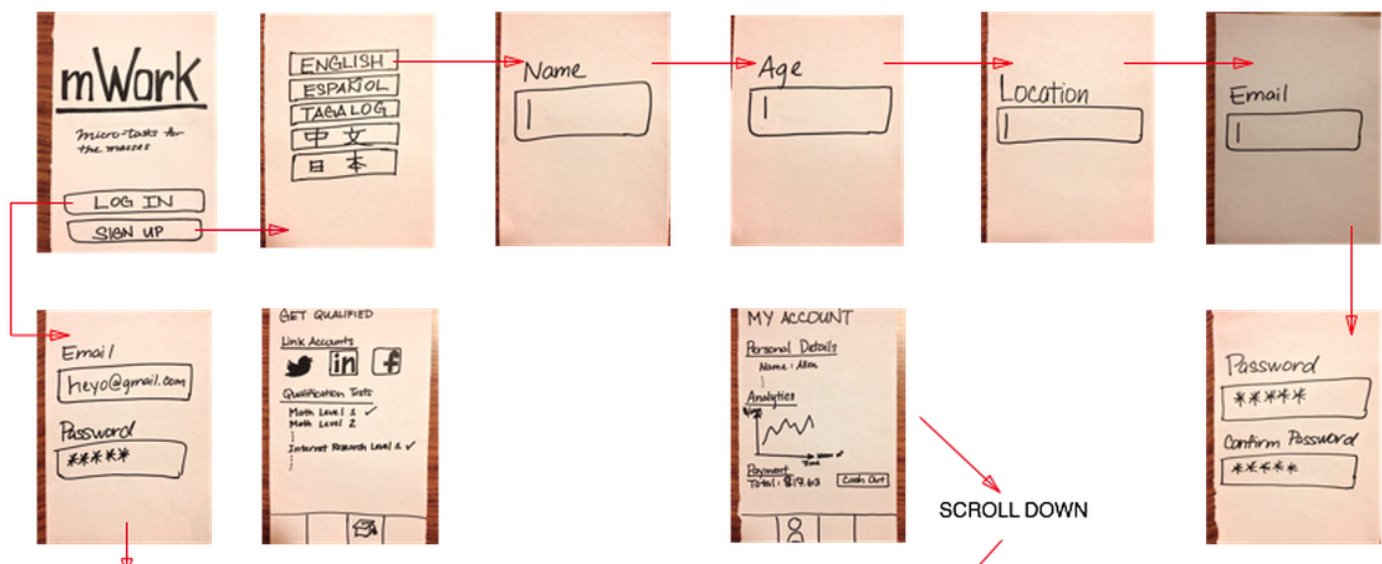 mWork
Micro-tasks for
the masses
LOG IN
SIGN UP
ENGLISH
ESPAÑOL
TAGALOG
中 文
日 本
Name
Age
Location
Email
Email
heyo@gmail.com
Password
*****
GET QUALIFIED
Link Accounts
in
f
Qualification Tests
Math Level 1 ✓
Math Level 2
Internet Research Level 1 ✓
MY ACCOUNT
Personal Details
Name: Allen
Analytics
Time
Payment
Total: $17.63
Cash Out
SCROLL DOWN
Password
*****
Confirm Password
*****